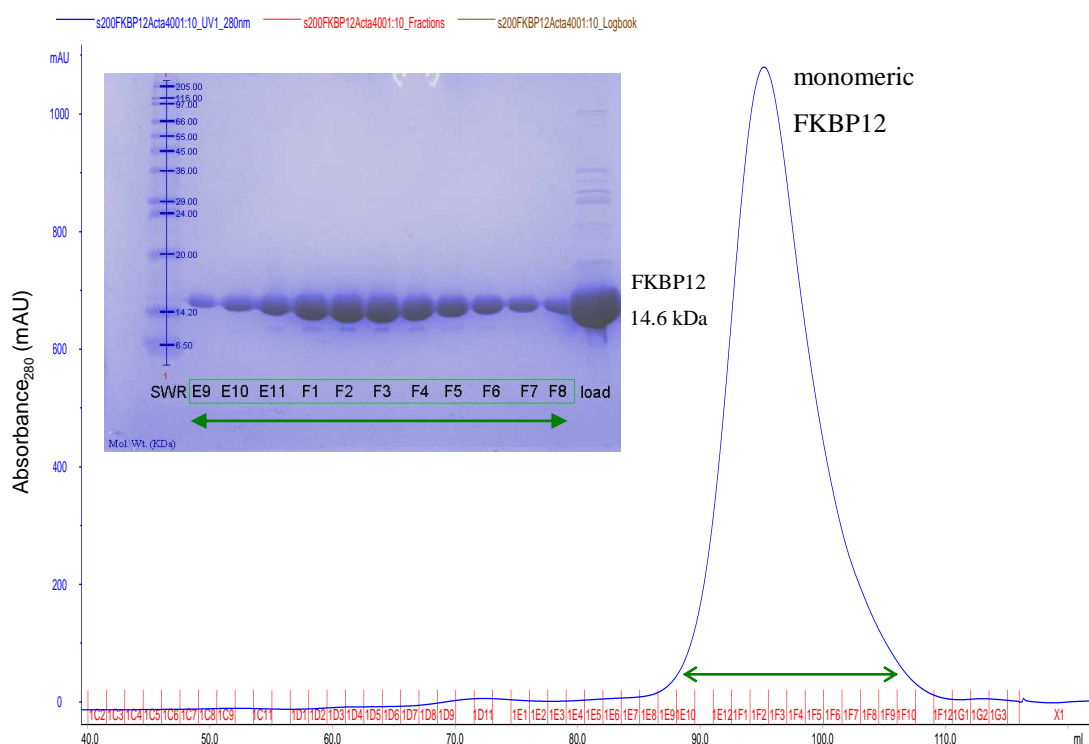 s200FKBP12Acta4001:10_UV1_280nm s200FKBP12Acta4001:10_Fractions s200FKBP12Acta4001:10_Logbook
mAU
1000
800
600
400
200
0
Absorbance280 (mAU)
monomeric
FKBP12
1
205.00
116.00
97.00
66.00
55.00
45.00
36.00
29.00
24.00
20.00
14.20
6.50
1
FKBP12
14.6 kDa
SWR E9 E10 E11 F1 F2 F3 F4 F5 F6 F7 F8 load
Mol. Wt. (KDa)
1C2 1C3 1C4 1C5 1C6 1C7 1C8 1C9 1C11 1D1 1D2 1D3 1D4 1D5 1D6 1D7 1D8 1D9 1D11 1E1 1E2 1E3 1E4 1E5 1E6 1E7 1E8 1E9 1E10 1E12 1F1 1F2 1F3 1F4 1F5 1F6 1F7 1F8 1F9 1F10 1F12 1G1 1G2 1G3 X1
40.0 50.0 60.0 70.0 80.0 90.0 100.0 110.0 ml